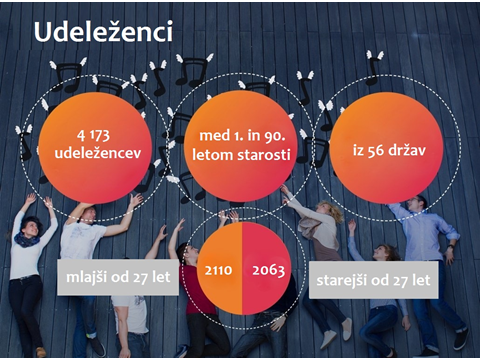 Udeleženci
4 173
udeležencev
med 1. in 90.
letom starosti
iz 56 držav
2110
2063
mlajši od 27 let
starejši od 27 let